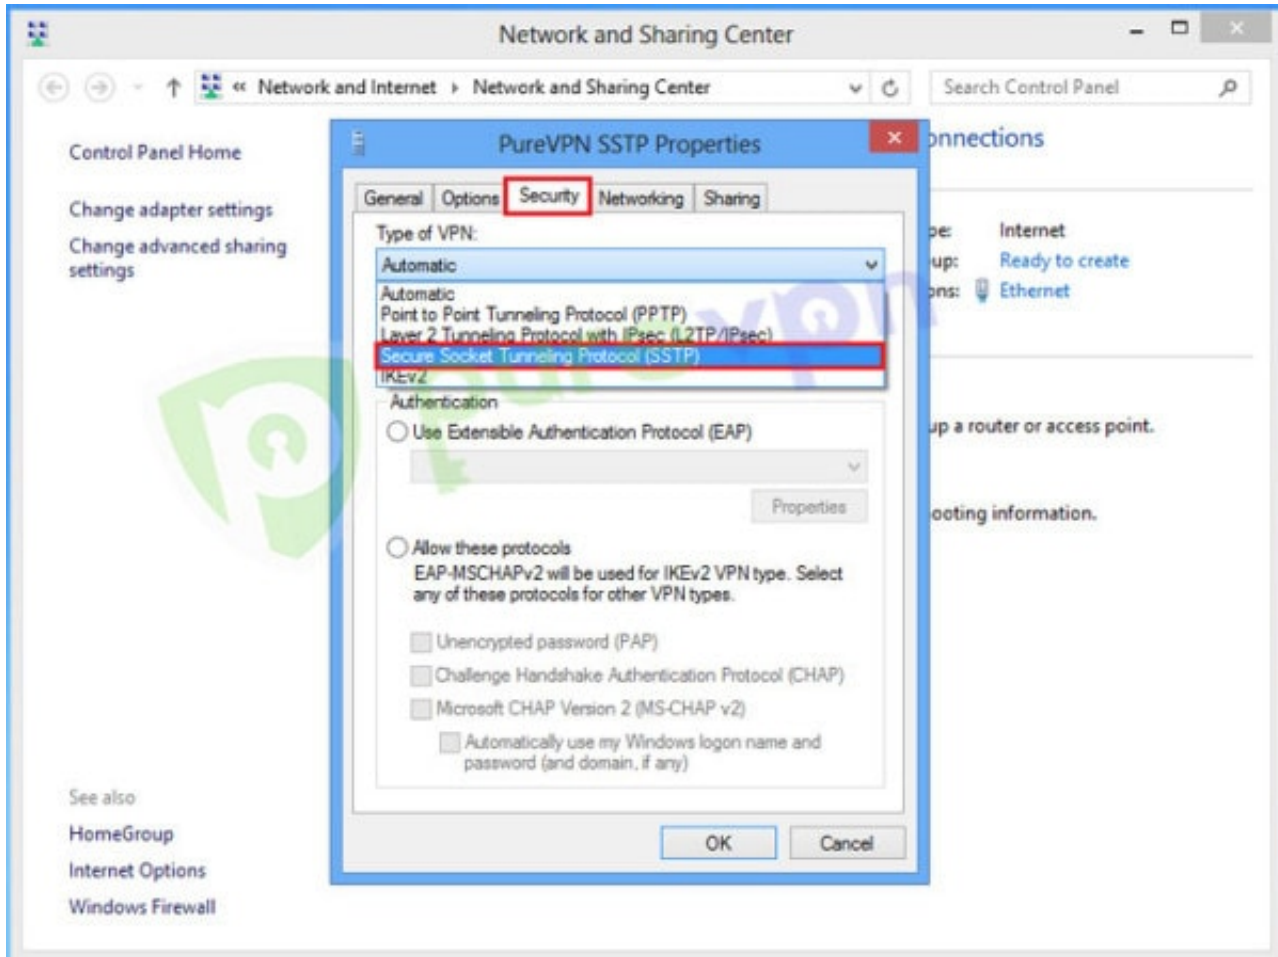 Network and Sharing Center
« Network and Internet Network and Sharing Center
Search Control Panel
Control Panel Home
Change adapter settings
Change advanced sharing
settings
See also
HomeGroup
Internet Options
Windows Firewall
PureVPN SSTP Properties
General Options Security Networking Sharing
Type of VPN:
Automatic
Automatic
Point to Point Tunneling Protocol (PPTP)
Layer 2 Tunneling Protocol with IPsec (L2TP/IPsec)
Secure Socket Tunneling Protocol (SSTP)
IKEv2
Authentication
Use Extensible Authentication Protocol (EAP)
Properties
Allow these protocols
EAP-MSCHAPv2 will be used for IKEv2 VPN type. Select
any of these protocols for other VPN types.
Unencrypted password (PAP)
Challenge Handshake Authentication Protocol (CHAP)
Microsoft CHAP Version 2 (MS-CHAP v2)
Automatically use my Windows logon name and
password (and domain, if any)
OK Cancel
onnections
pe: Internet
up: Ready to create
ons: Ethernet
up a router or access point.
ooting information.
purevpn